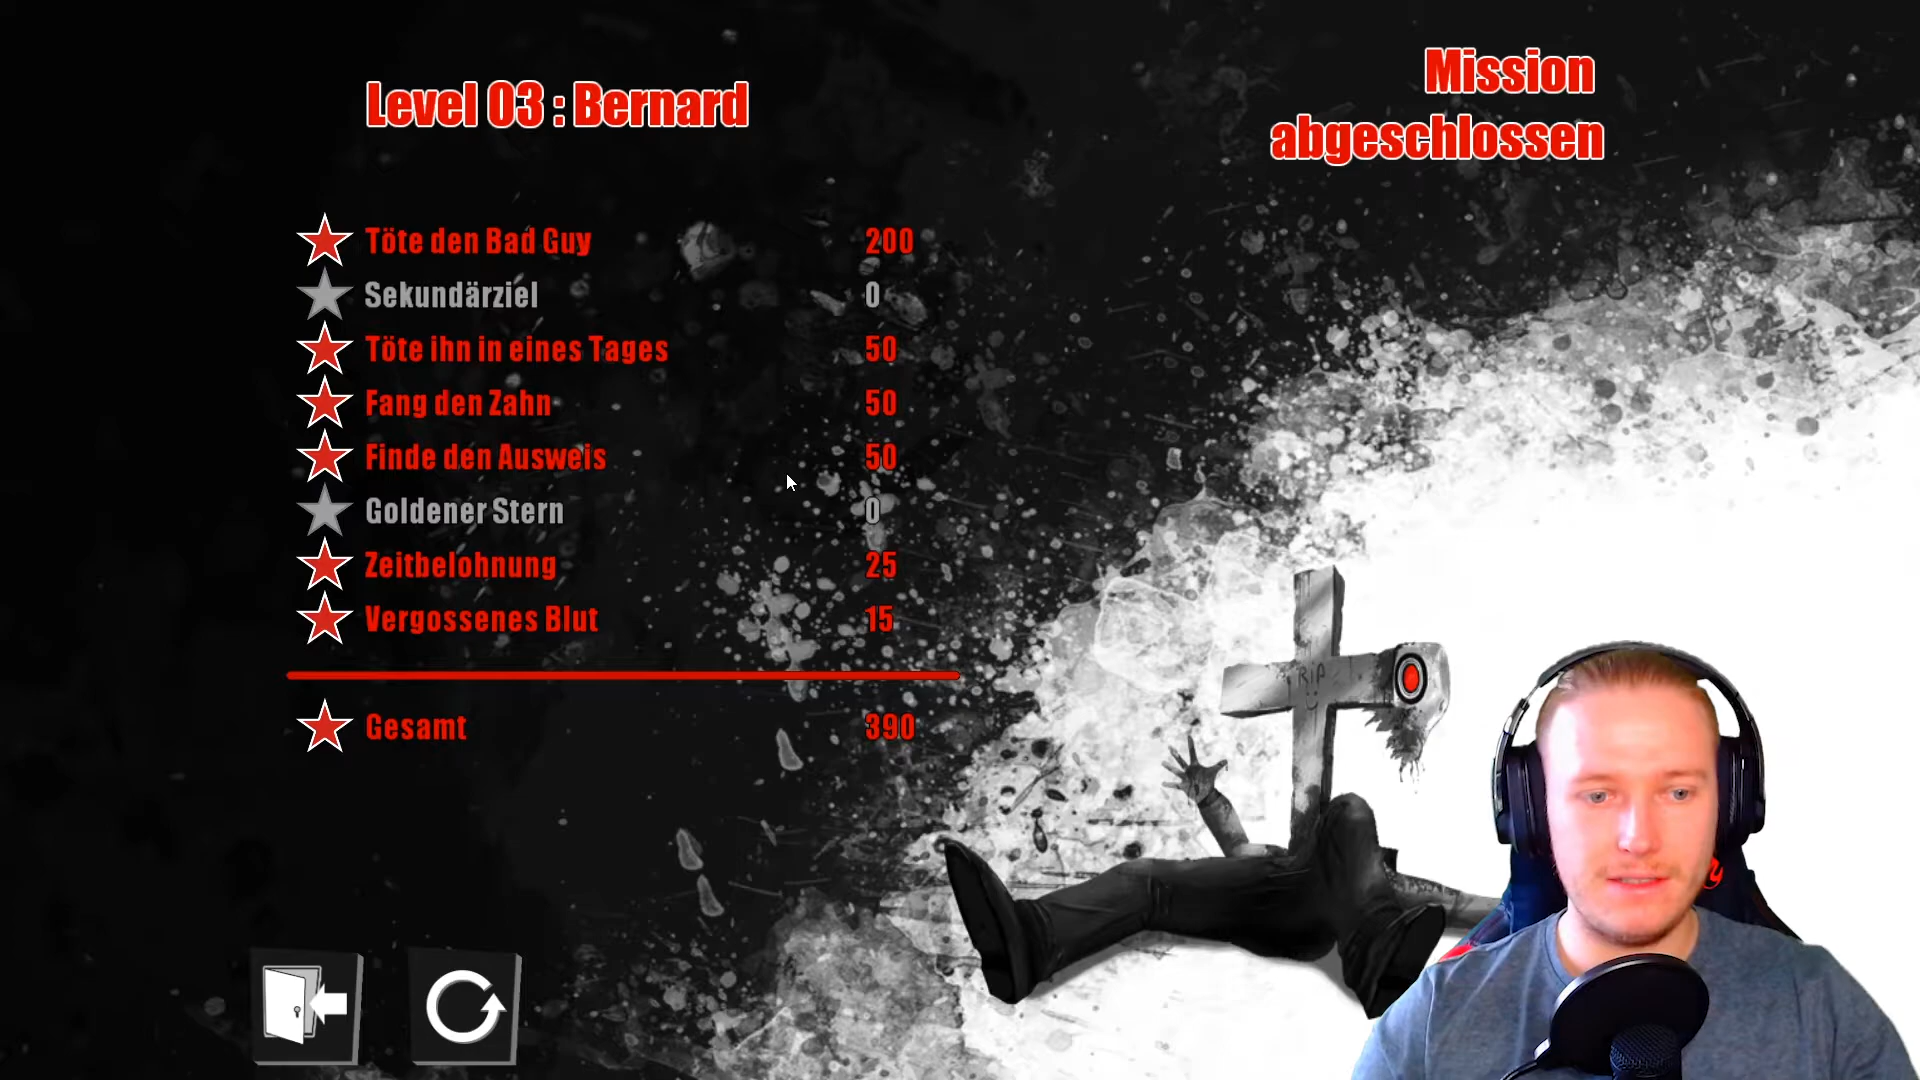 Level 03 : Bernard
Mission
abgeschlossen
Töte den Bad Guy 200
Sekundärziel 0
Töte ihn in eines Tages 50
Fang den Zahn 50
Finde den Ausweis 50
Goldener Stern 0
Zeitbelohnung 25
Vergossenes Blut 15
Gesamt 390
RIP